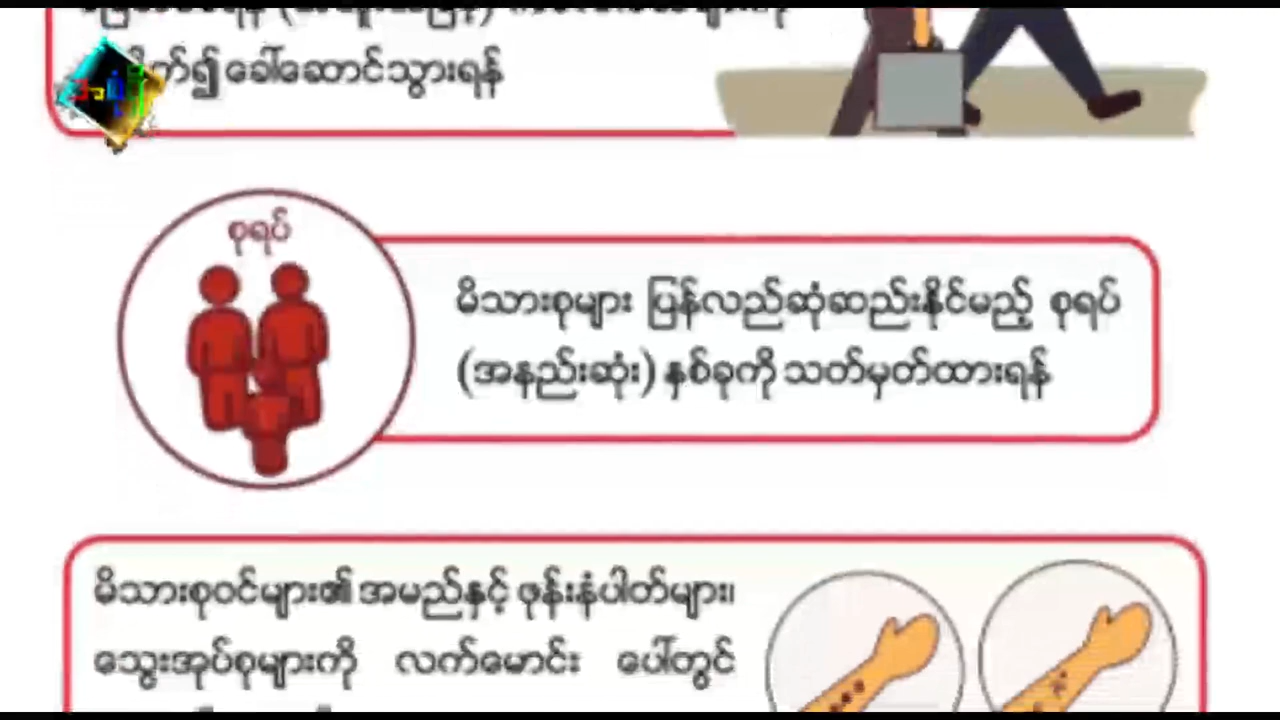 ၍ ခေါ်ဆောင်သွားရန်
စုရပ်
မိသားစုများ ပြန်လည်ဆုံဆည်းနိုင်မည့် စုရပ်
(အနည်းဆုံး) နှစ်ခုကို သတ်မှတ်ထားရန်
မိသားစုဝင်များ၏ အမည်နှင့် ဖုန်းနံပါတ်များ၊
သွေးအုပ်စုများကို လက်မောင်း ပေါ်တွင်